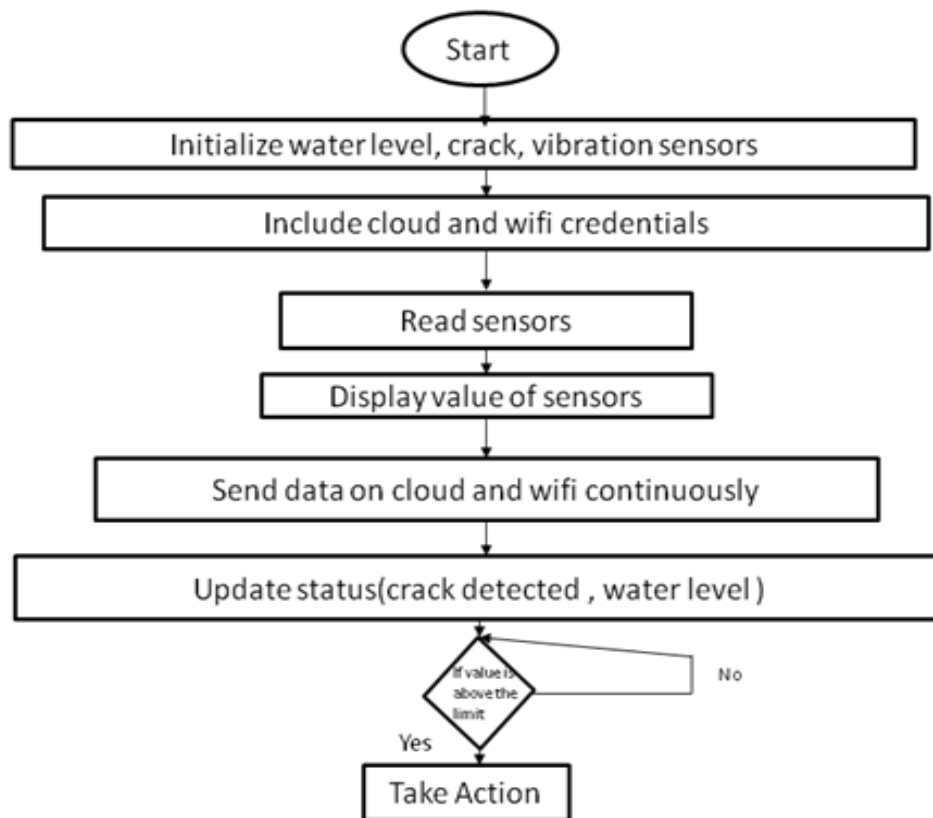 Start
Initialize water level, crack, vibration sensors
Include cloud and wifi credentials
Read sensors
Display value of sensors
Send data on cloud and wifi continuously
Update status(crack detected , water level )
If value is
above the
limit
No
Yes
Take Action